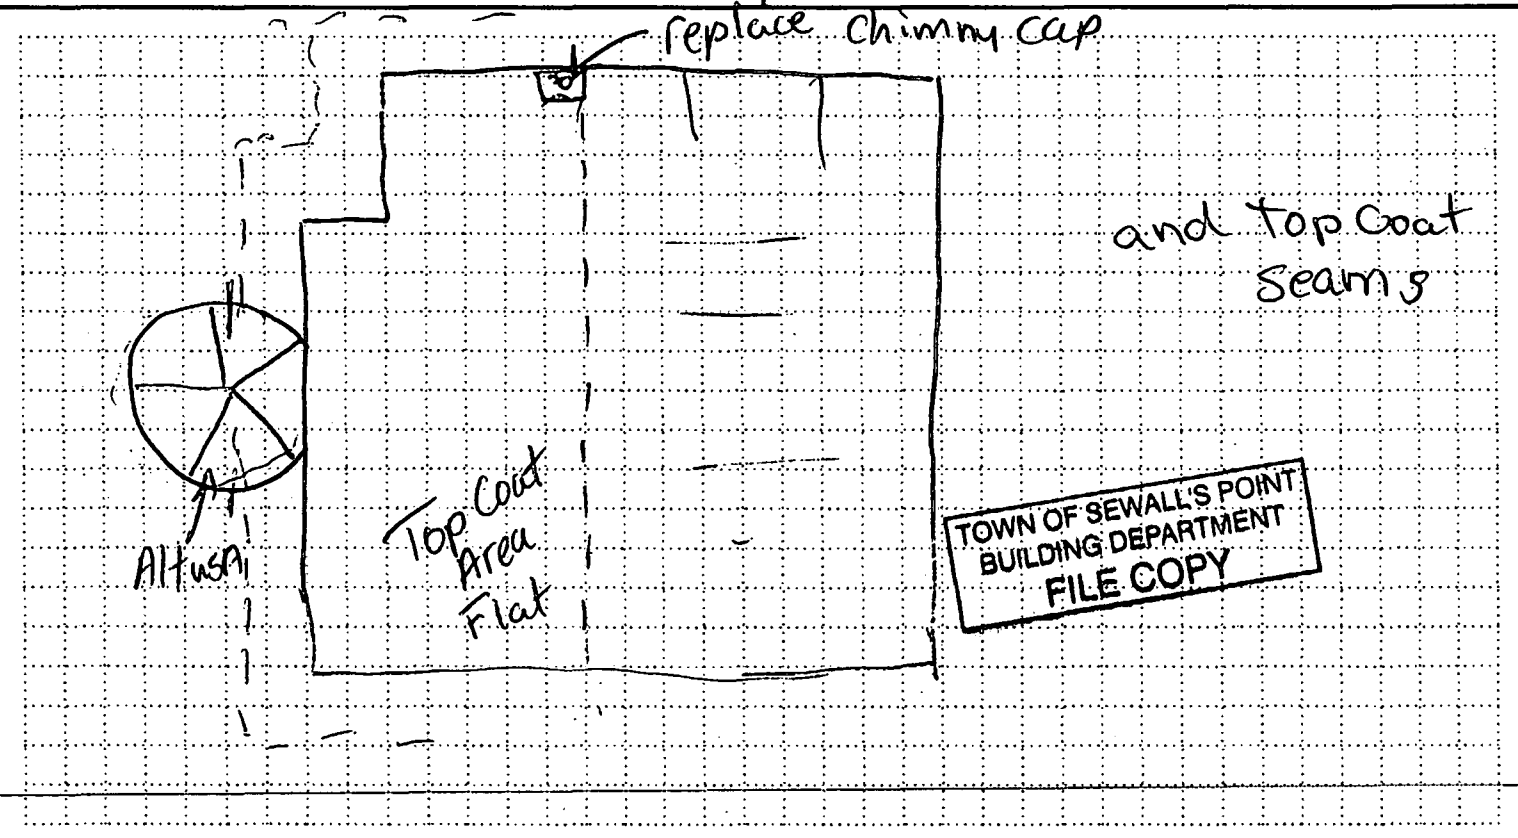 replace chimny cap
and Top Coat
Seams
Top Coat
Area
Flat
AltusA
TOWN OF SEWALL'S POINT
BUILDING DEPARTMENT
FILE COPY